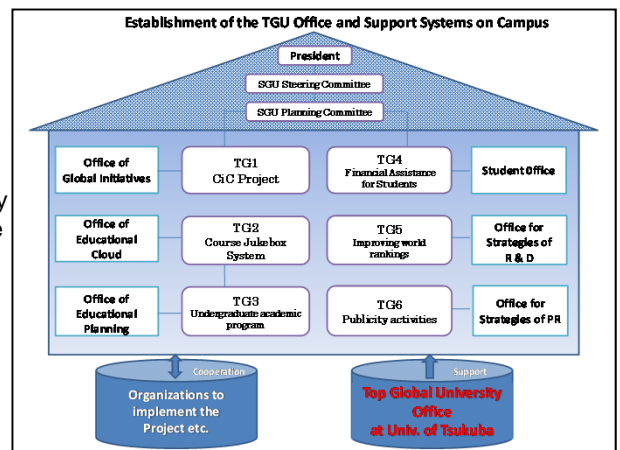 Establishment of the TGU Office and Support Systems on Campus
President
SGU Steering Committee
SGU Planning Committee
Office of
Global Initiatives
TG1
CiC Project
TG4
Financial Assistance
for Students
Student Office
y
e
Office of
Educational
Cloud
TG2
Course Jukebox
System
TG5
Improving world
rankings
Office for
Strategies of
R & D
Office of
Educational
Planning
TG3
Undergraduate academic
program
TG6
Publicity activities
Office for
Strategies of PR
Cooperation
Organizations to
implement the
Project etc.
Support
Top Global University
Office
at Univ. of Tsukuba